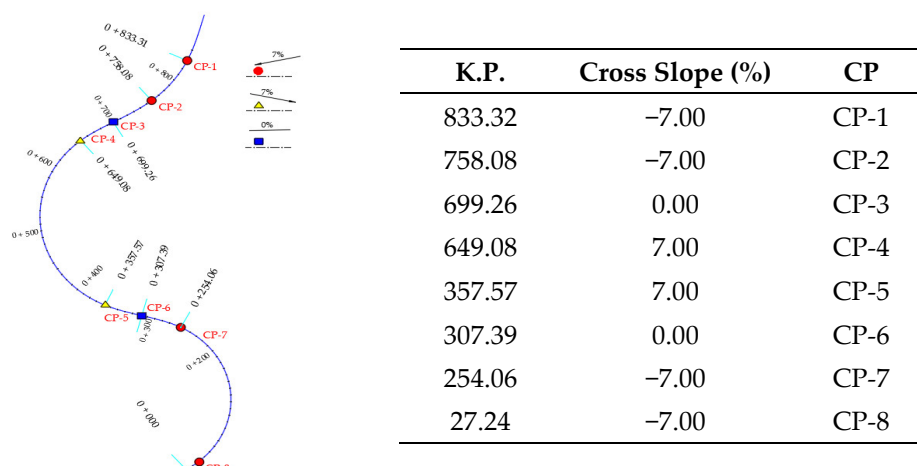 0+833.31
CP-1
0+758.08
0+800
CP-2
0+700
CP-3
CP-4
0+699.26
0+649.08
0+600
0+500
0+400
0+357.57
0+307.39
0+254.06
CP-5
CP-6
0+300
CP-7
0+200
0+000
7%
7%
0%
K.P. Cross Slope (%) CP
833.32 −7.00 CP-1
758.08 −7.00 CP-2
699.26 0.00 CP-3
649.08 7.00 CP-4
357.57 7.00 CP-5
307.39 0.00 CP-6
254.06 −7.00 CP-7
27.24 −7.00 CP-8